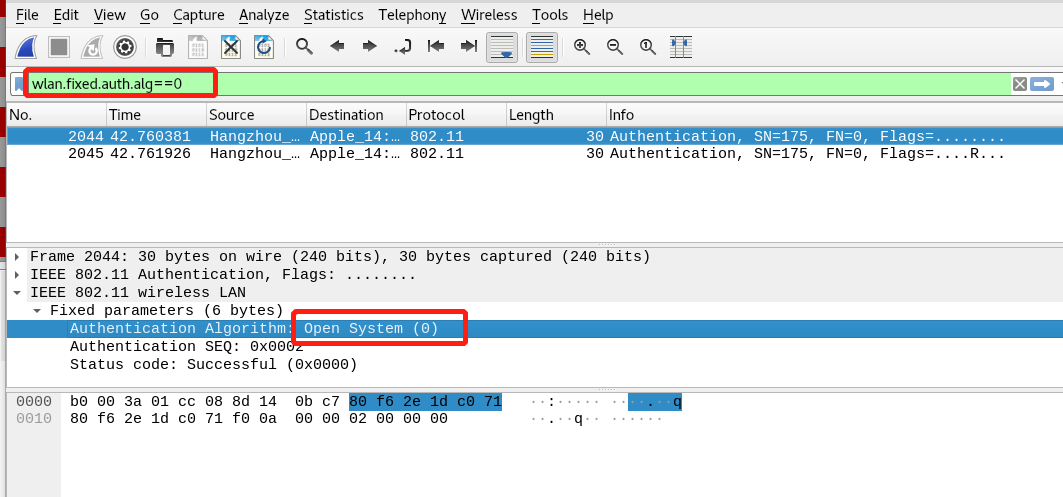 File Edit View Go Capture Analyze Statistics Telephony Wireless Tools Help
wlan.fixed.auth.alg==0
No. Time Source Destination Protocol Length Info
2044 42.760381 Hangzhou_… Apple_14:… 802.11 30 Authentication, SN=175, FN=0, Flags=........
2045 42.761926 Hangzhou_… Apple_14:… 802.11 30 Authentication, SN=175, FN=0, Flags=....R...
Frame 2044: 30 bytes on wire (240 bits), 30 bytes captured (240 bits)
IEEE 802.11 Authentication, Flags: ........
IEEE 802.11 wireless LAN
Fixed parameters (6 bytes)
Authentication Algorithm: Open System (0)
Authentication SEQ: 0x0002
Status code: Successful (0x0000)
0000 b0 00 3a 01 cc 08 8d 14 0b c7 80 f6 2e 1d c0 71 ··:····· ····.··q
0010 80 f6 2e 1d c0 71 f0 0a 00 00 02 00 00 00 ··.··q·· ······